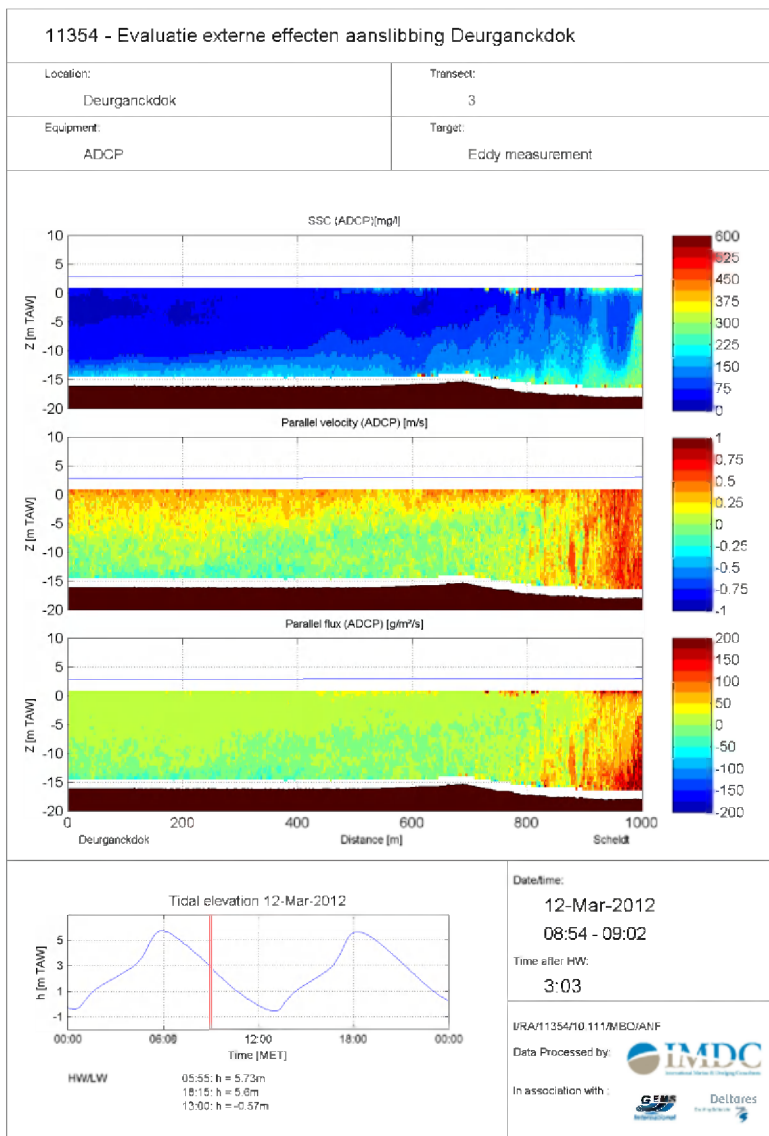 11354 - Evaluatie externe effecten aanslibbing Deurganckdok
Location:
Deurganckdok
Transect:
3
Equipment:
ADCP
Target:
Eddy measurement
SSC (ADCP)[mg/l]
10
5
0
-5
-10
-15
-20
Z [m TAW]
600
525
450
375
300
225
150
75
0
Parallel velocity (ADCP) [m/s]
10
5
0
-5
-10
-15
-20
Z [m TAW]
1
0.75
0.5
0.25
0
-0.25
-0.5
-0.75
-1
Parallel flux (ADCP) [g/m²/s]
10
5
0
-5
-10
-15
-20
Z [m TAW]
200
150
100
50
0
-50
-100
-150
-200
0 200 400 600 800 1000
Deurganckdok Distance [m] Scheldt
Tidal elevation 12-Mar-2012
h [m TAW]
5
3
1
-1
00:00 06:00 12:00 18:00 00:00
Time [MET]
HW/LW
05:55: h = 5.73m
18:15: h = 5.6m
13:00: h = -0.57m
Date/time:
12-Mar-2012
08:54 - 09:02
Time after HW:
3:03
I/RA/11354/10.111/MBO/ANF
Data Processed by:
IMDC
International Marine & Dredging Consultants
In association with :
GEMS
International
Deltares